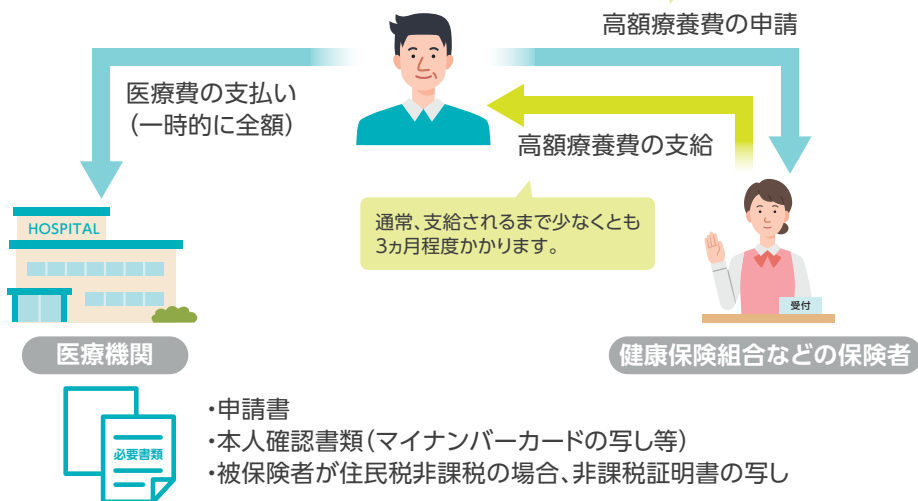 高額療養費の申請
医療費の支払い
（一時的に全額）
高額療養費の支給
通常、支給されるまで少なくとも
3ヵ月程度かかります。
HOSPITAL
受付
医療機関
健康保険組合などの保険者
必要書類
・申請書
・本人確認書類（マイナンバーカードの写し等）
・被保険者が住民税非課税の場合、非課税証明書の写し